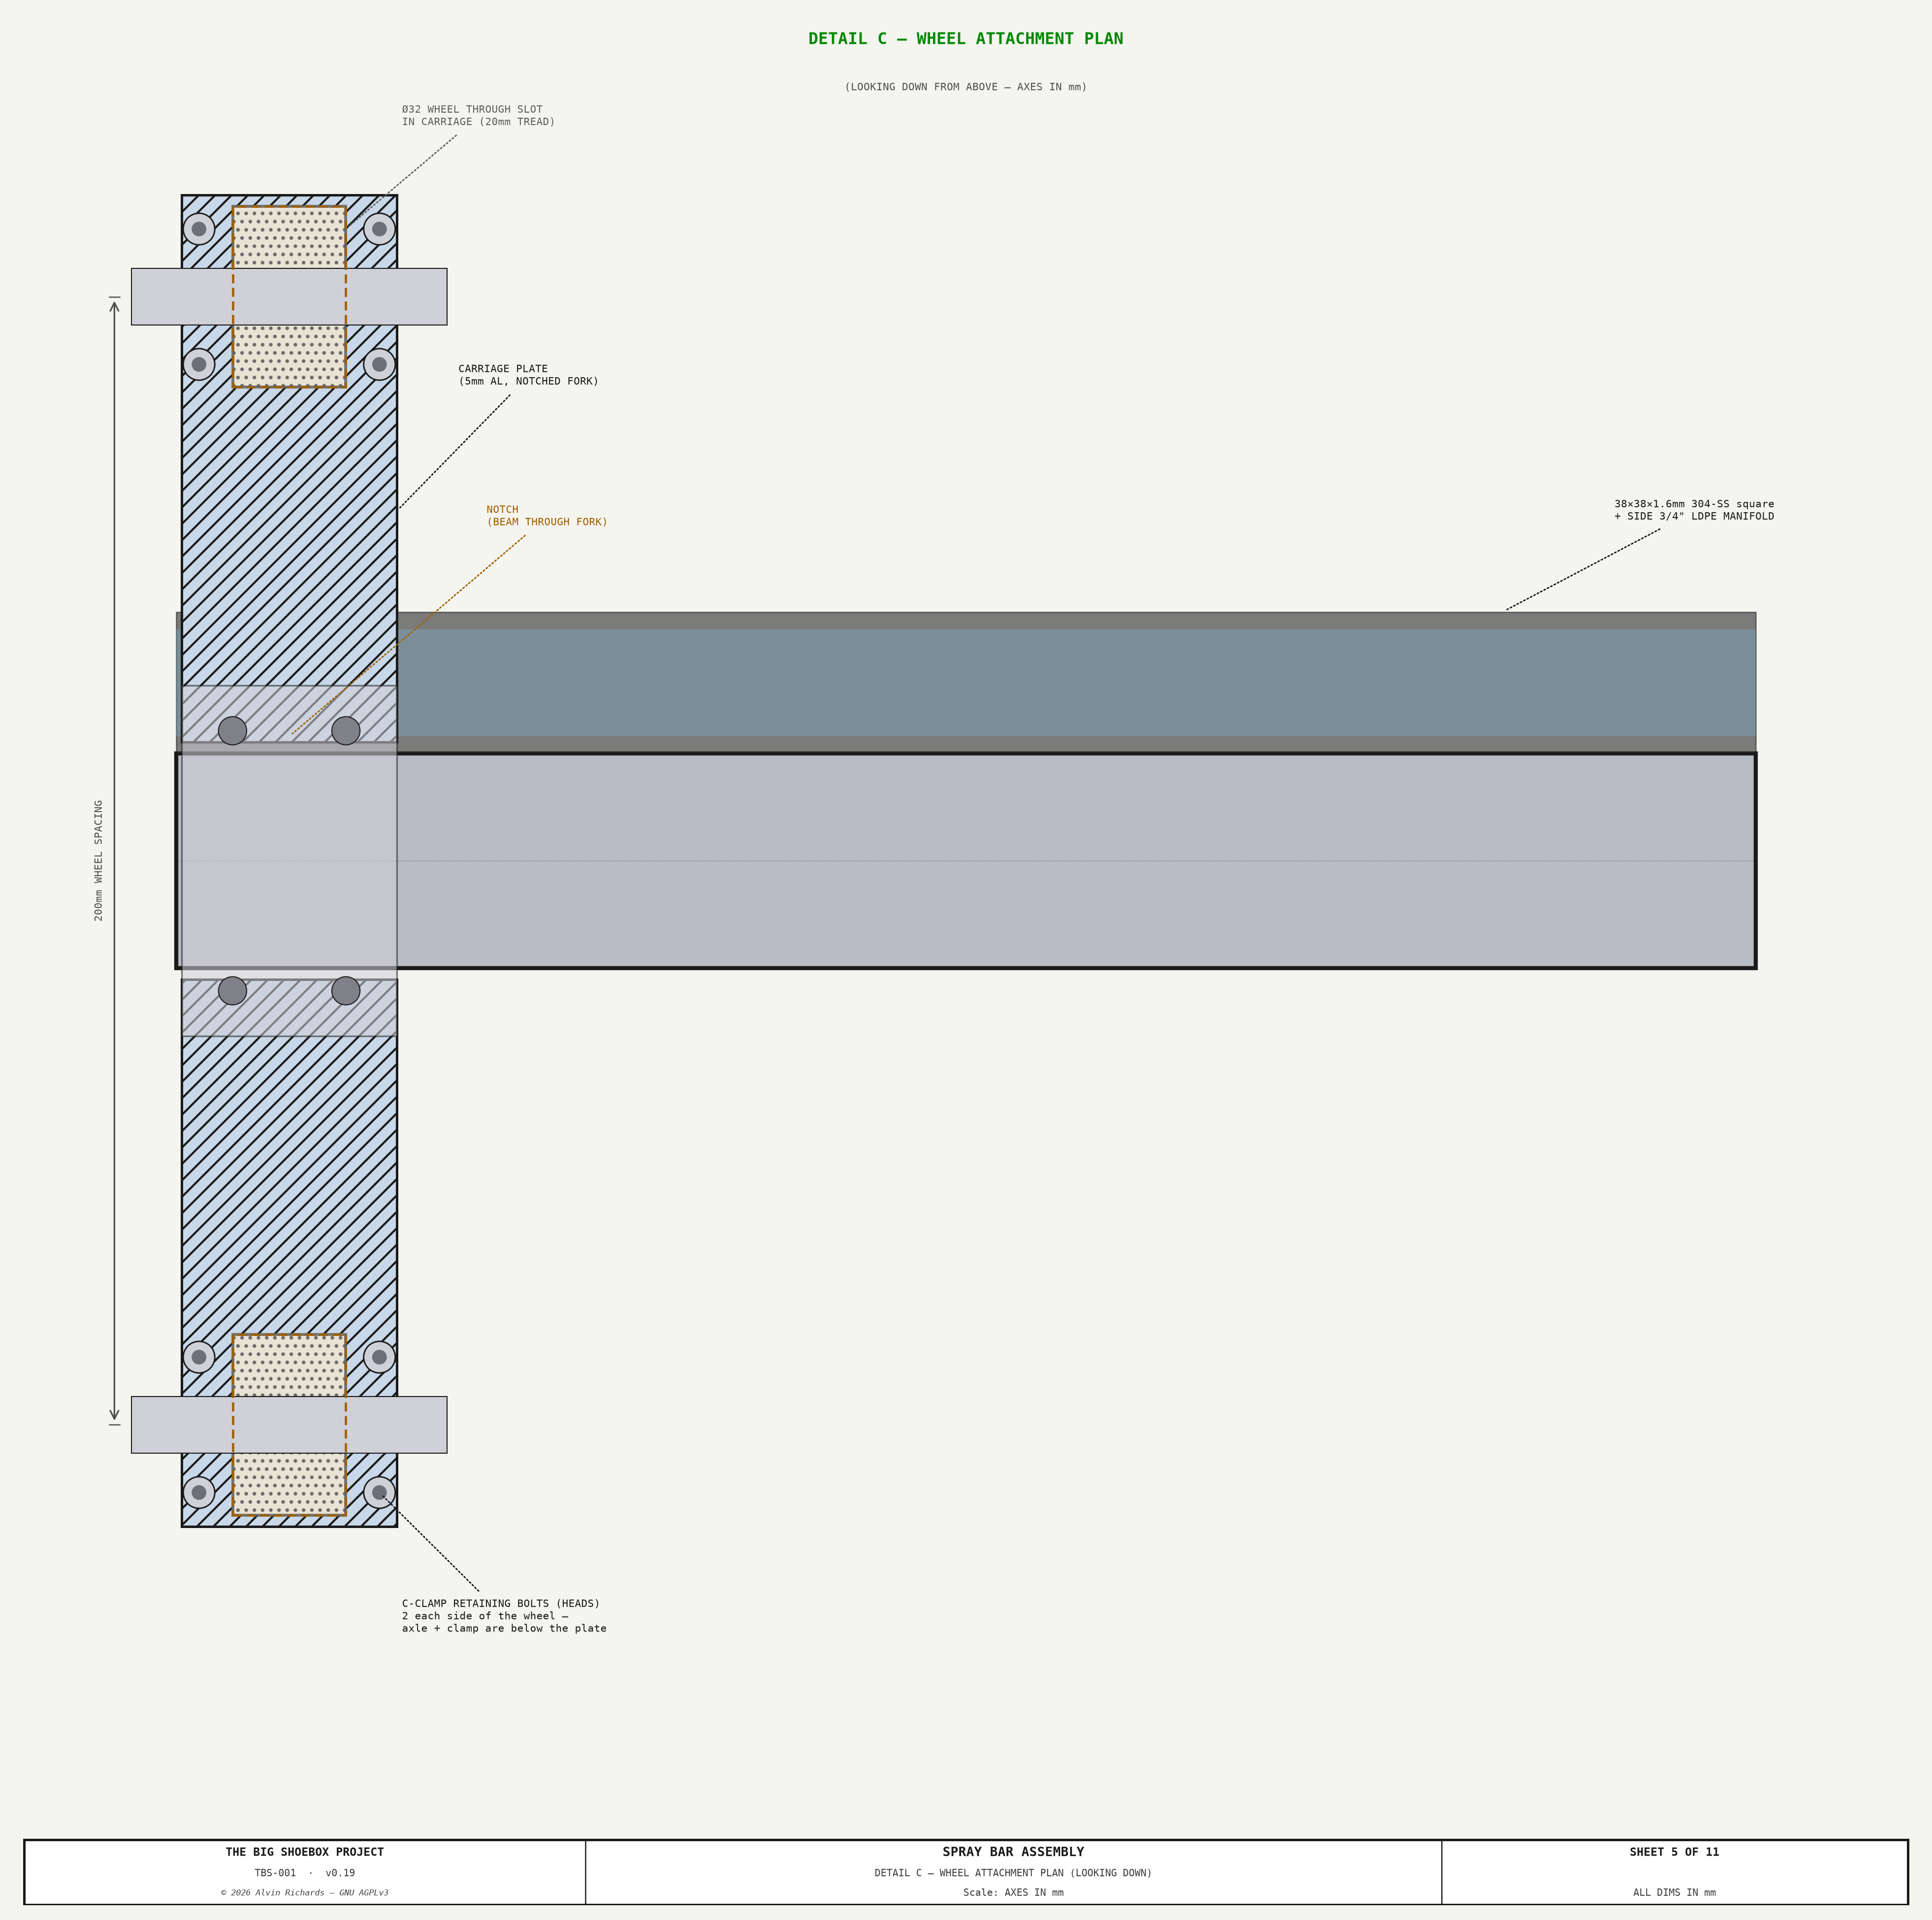 DETAIL C — WHEEL ATTACHMENT PLAN
(LOOKING DOWN FROM ABOVE — AXES IN mm)
Ø32 WHEEL THROUGH SLOT
IN CARRIAGE (20mm TREAD)
CARRIAGE PLATE
(5mm AL, NOTCHED FORK)
NOTCH
(BEAM THROUGH FORK)
38×38×1.6mm 304-SS square
+ SIDE 3/4" LDPE MANIFOLD
200mm WHEEL SPACING
C-CLAMP RETAINING BOLTS (HEADS)
2 each side of the wheel —
axle + clamp are below the plate
THE BIG SHOEBOX PROJECT
TBS-001 · v0.19
© 2026 Alvin Richards — GNU AGPLv3
SPRAY BAR ASSEMBLY
DETAIL C — WHEEL ATTACHMENT PLAN (LOOKING DOWN)
Scale: AXES IN mm
SHEET 5 OF 11
ALL DIMS IN mm